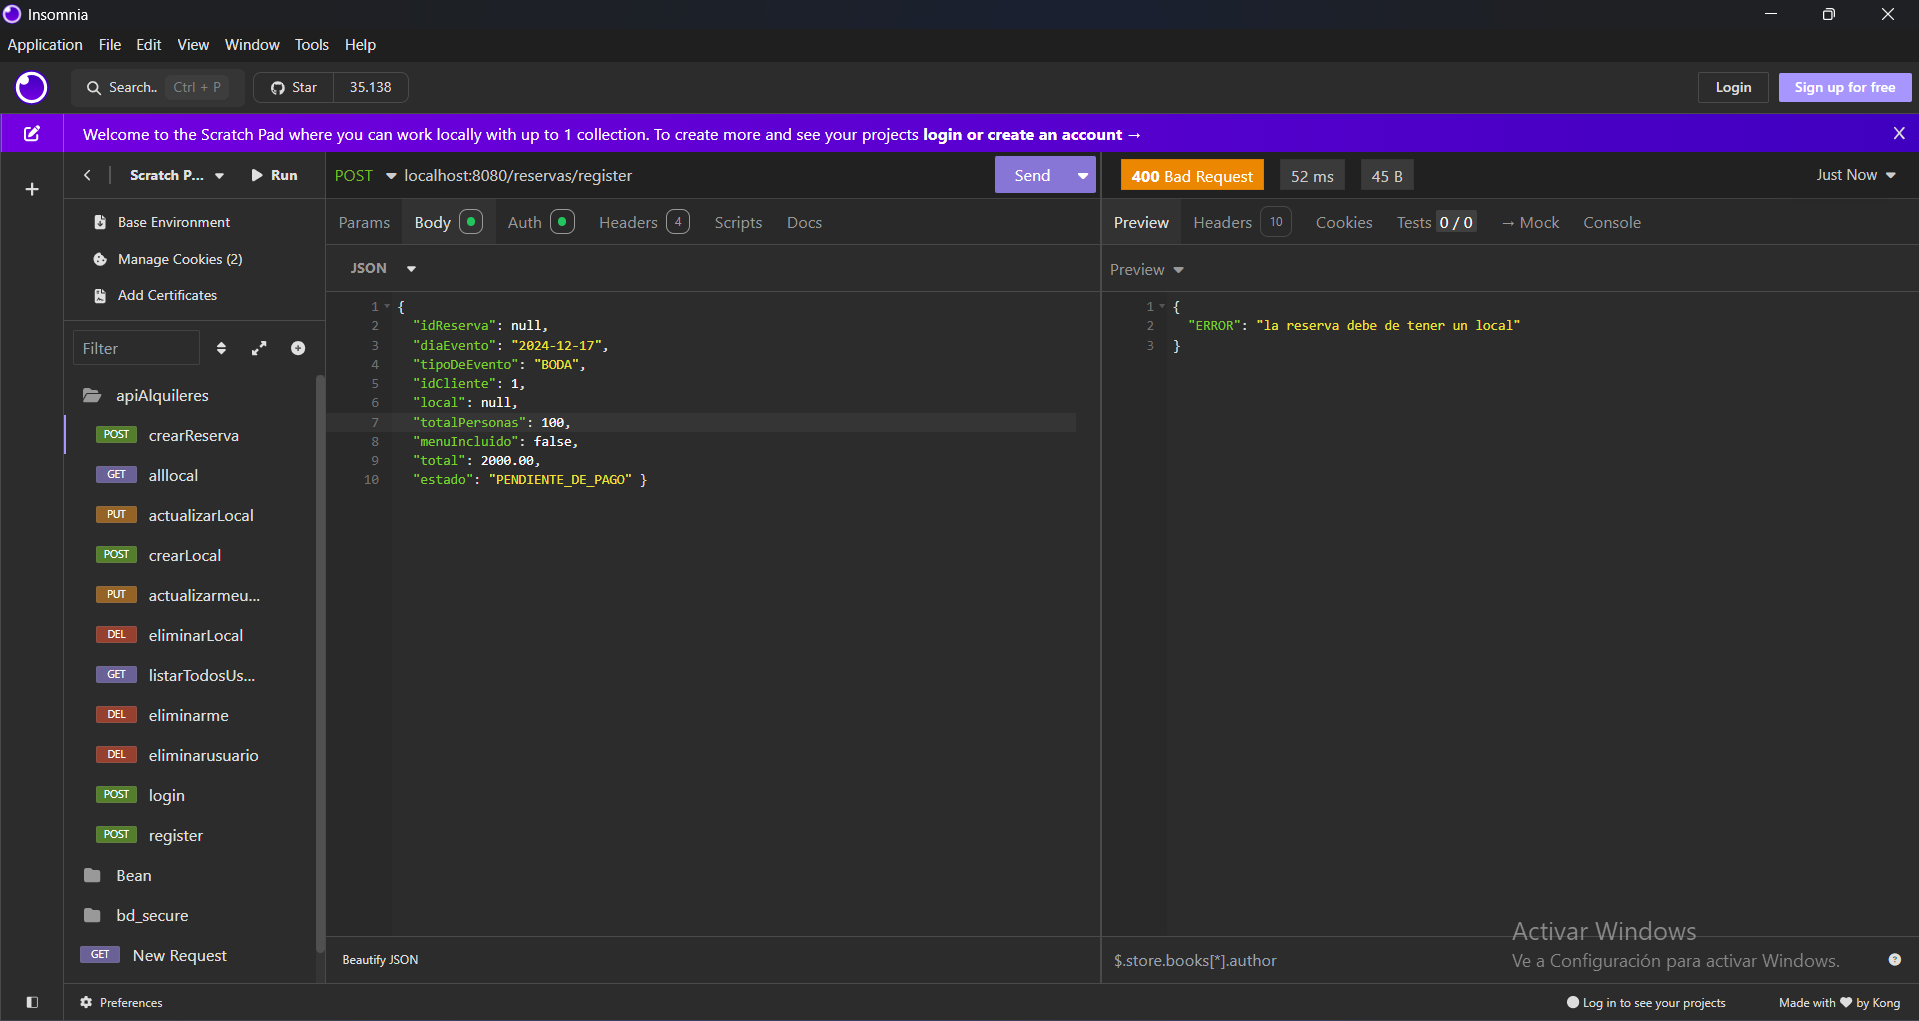 Insomnia
Application File Edit View Window Tools Help
Search.. Ctrl + P Star 35.138 Login Sign up for free
Welcome to the Scratch Pad where you can work locally with up to 1 collection. To create more and see your projects login or create an account → X
Scratch P... Run
POST localhost:8080/reservas/register Send
400 Bad Request 52 ms 45 B Just Now
Base Environment
Manage Cookies (2)
Add Certificates
Params Body Auth Headers 4 Scripts Docs
Preview Headers 10 Cookies Tests 0 / 0 → Mock Console
JSON
Preview
Filter
apiAlquileres
POST crearReserva
GET alllocal
PUT actualizarLocal
POST crearLocal
PUT actualizarmeu...
DEL eliminarLocal
GET listarTodosUs...
DEL eliminarme
DEL eliminarusuario
POST login
POST register
Bean
bd_secure
GET New Request
1 {
2 "idReserva": null,
3 "diaEvento": "2024-12-17",
4 "tipoDeEvento": "BODA",
5 "idCliente": 1,
6 "local": null,
7 "totalPersonas": 100,
8 "menuIncluido": false,
9 "total": 2000.00,
10 "estado": "PENDIENTE_DE_PAGO" }
1 {
2 "ERROR": "la reserva debe de tener un local"
3 }
Beautify JSON
$.store.books[*].author
Activar Windows
Ve a Configuración para activar Windows.
Preferences
Log in to see your projects Made with by Kong